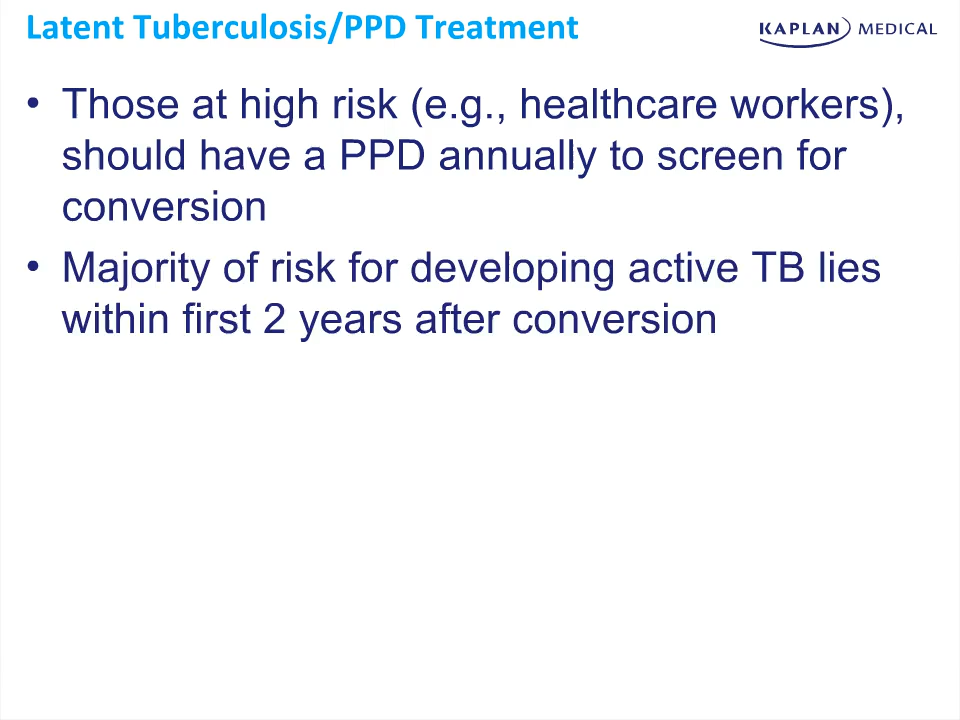 Latent Tuberculosis/PPD Treatment
KAPLAN MEDICAL
• Those at high risk (e.g., healthcare workers),
should have a PPD annually to screen for
conversion
• Majority of risk for developing active TB lies
within first 2 years after conversion